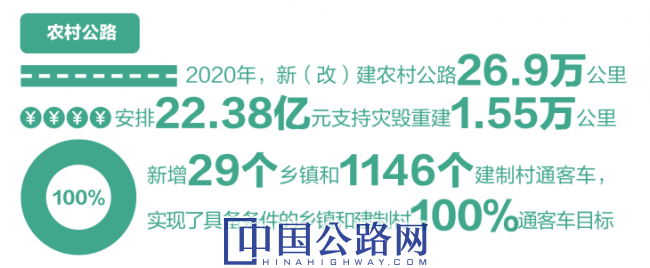 农村公路
2020年，新（改）建农村公路26.9万公里
¥ ¥ ¥ ¥ 安排22.38亿元支持灾毁重建1.55万公里
100%
新增29个乡镇和1146个建制村通客车，
实现了具备条件的乡镇和建制村100%通客车目标
中国公路网
CHINAHIGHWAY.COM